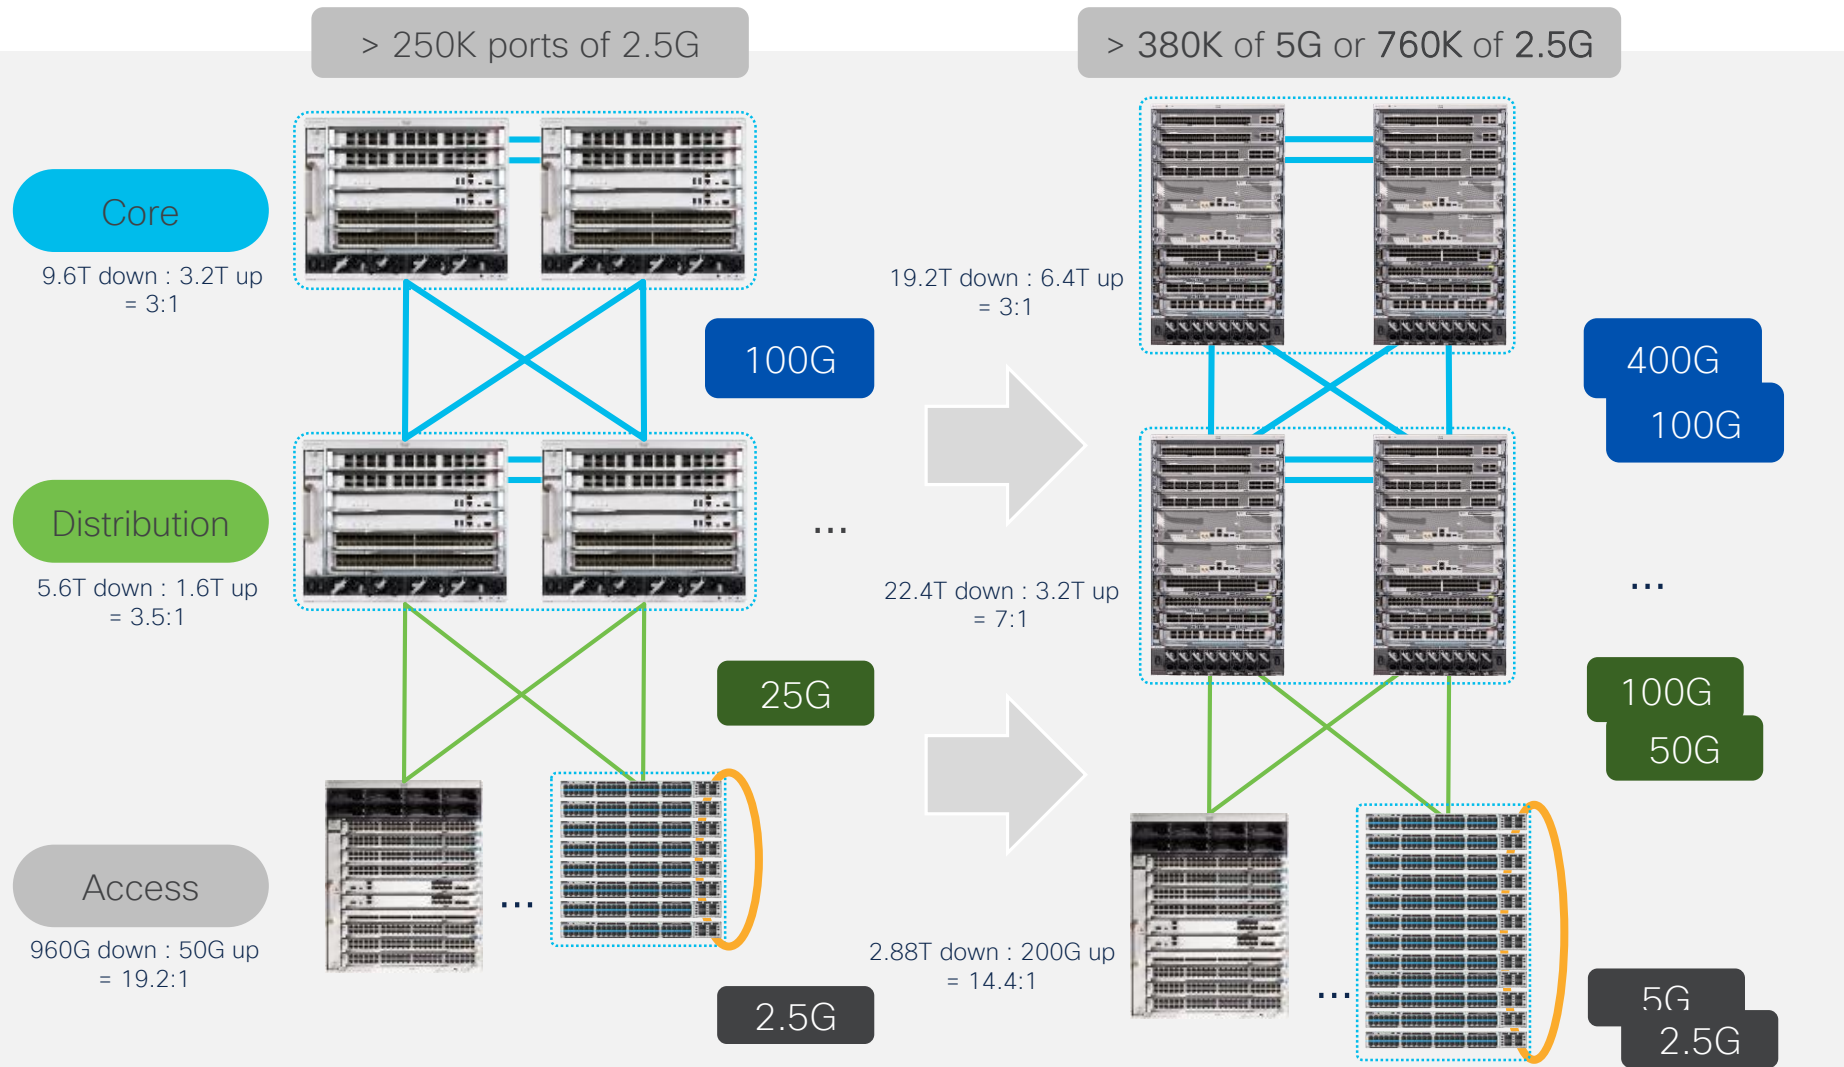 > 250K ports of 2.5G
> 380K of 5G or 760K of 2.5G
Core
9.6T down : 3.2T up
= 3:1
19.2T down : 6.4T up
= 3:1
100G
400G
100G
Distribution
5.6T down : 1.6T up
= 3.5:1
...
22.4T down : 3.2T up
= 7:1
...
25G
100G
50G
Access
960G down : 50G up
= 19.2:1
...
2.88T down : 200G up
= 14.4:1
...
2.5G
5G
2.5G